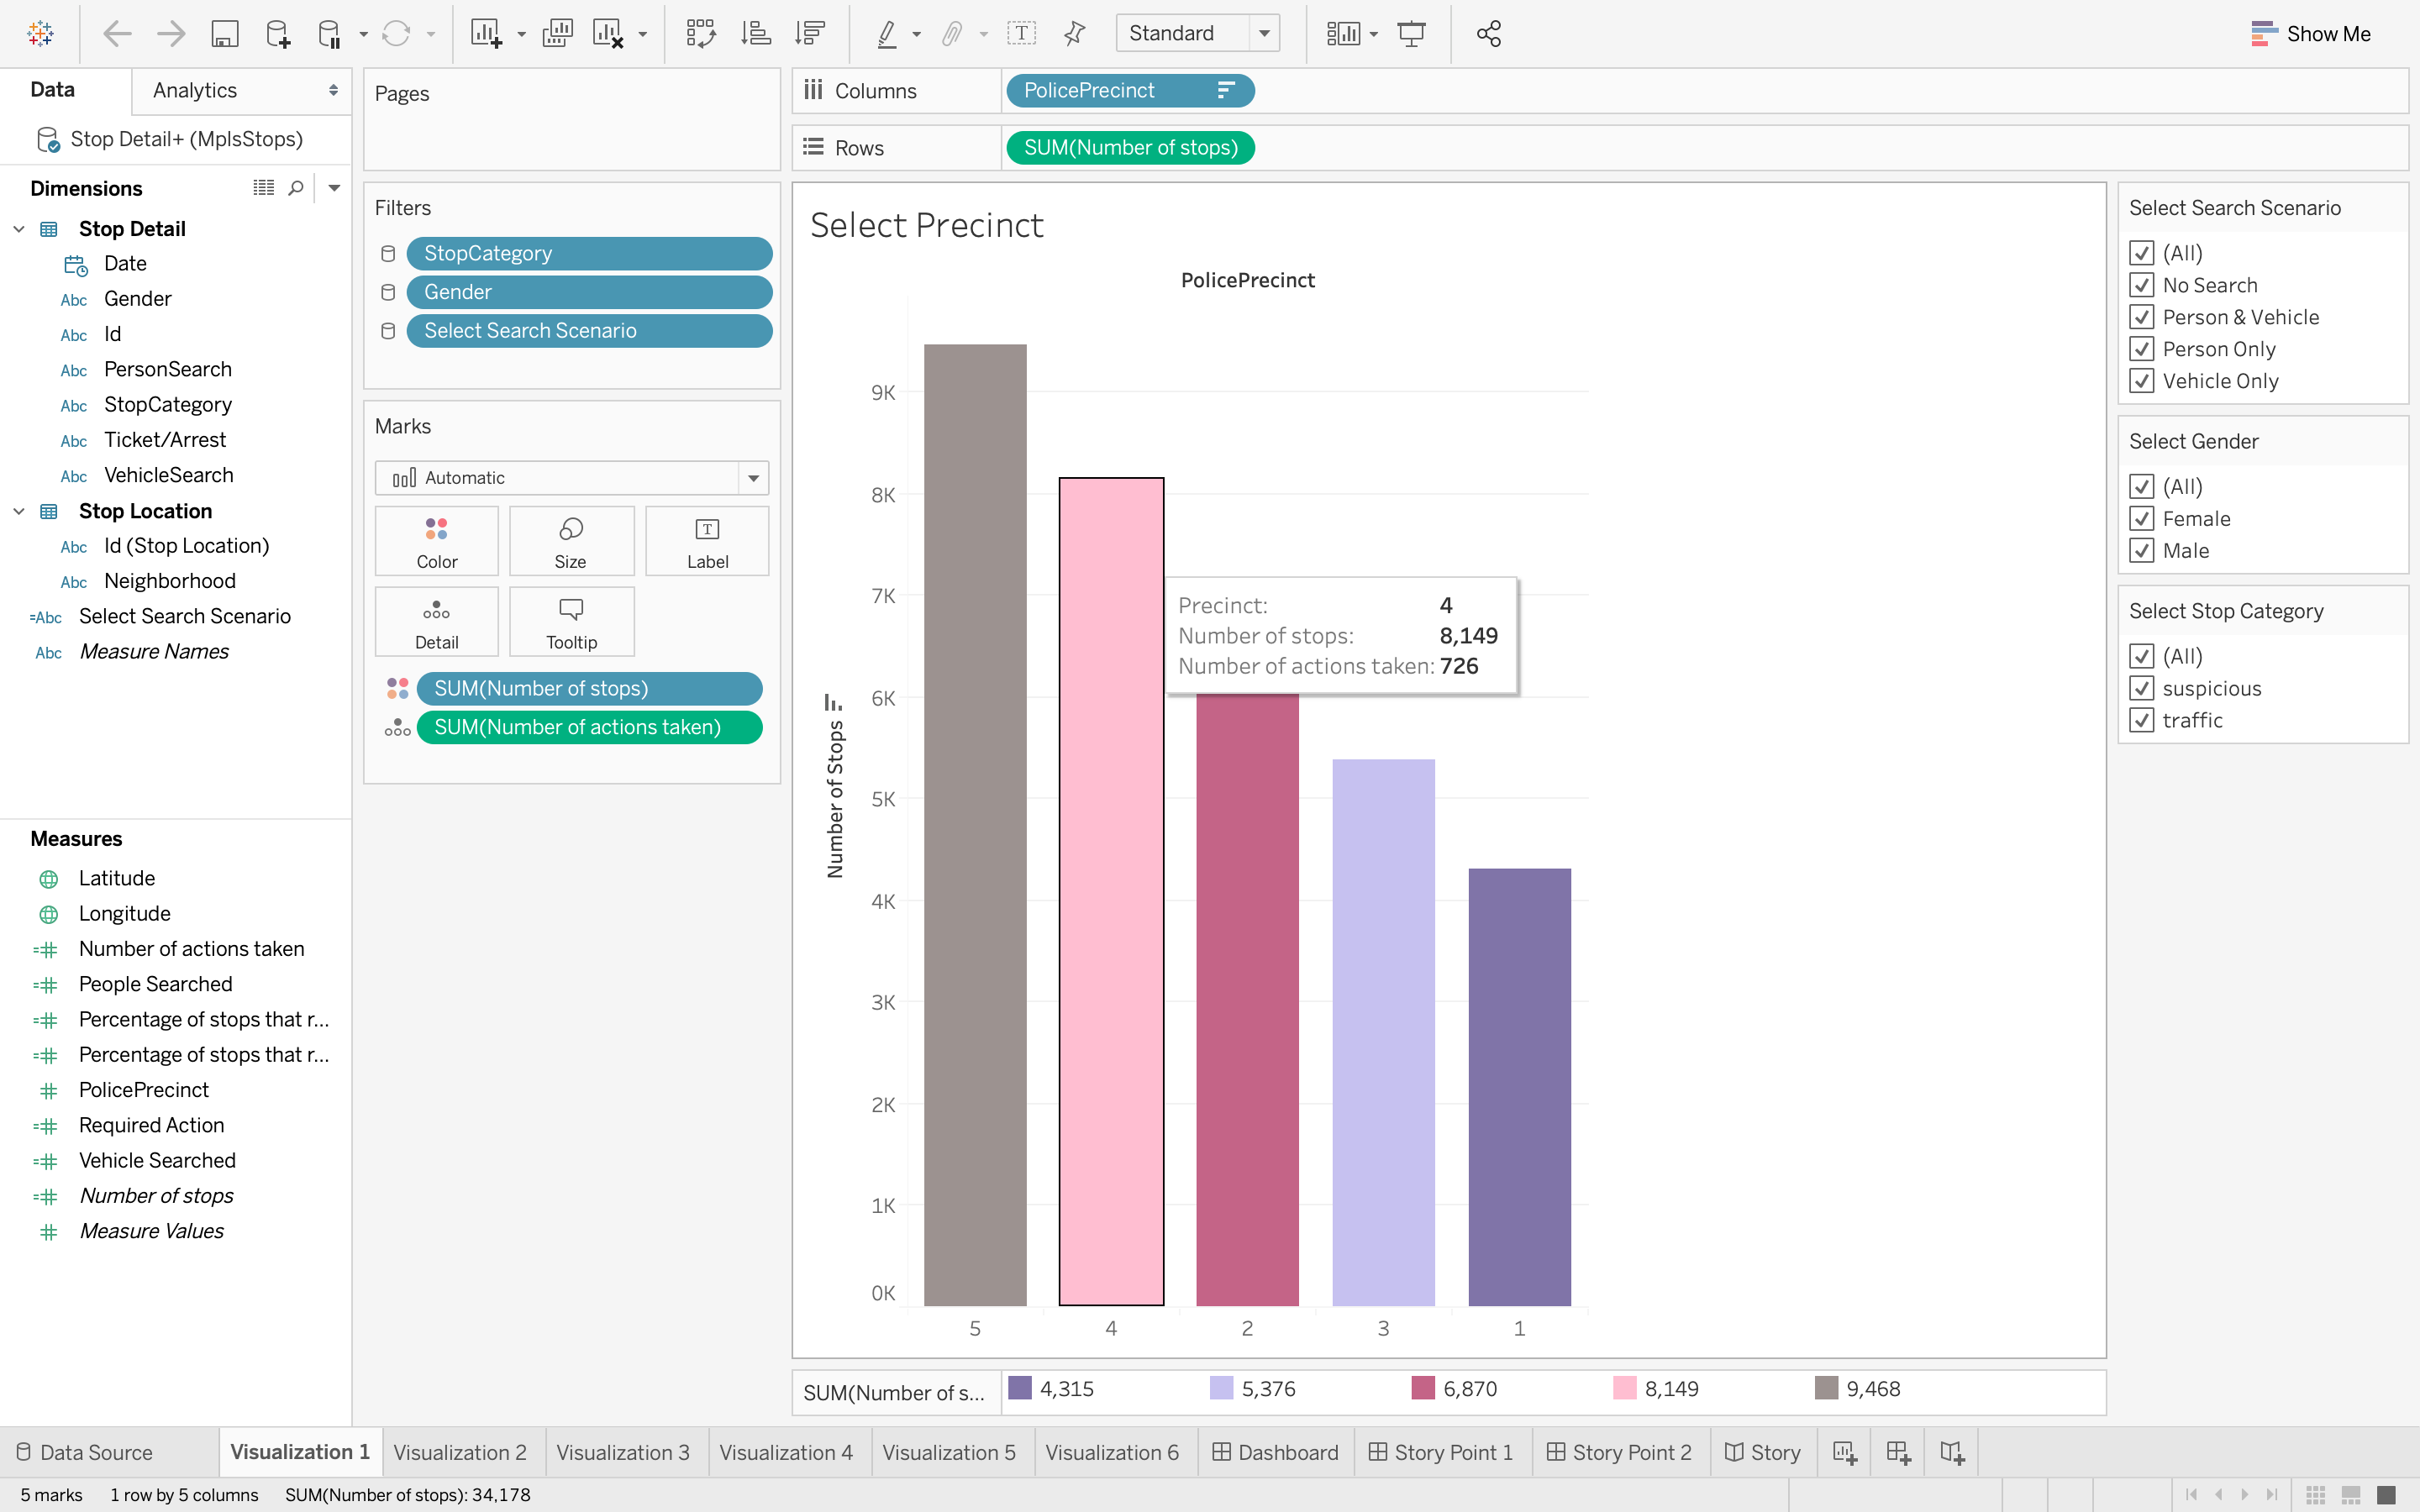 Standard
Show Me
Data
Analytics
Stop Detail+ (MplsStops)
Dimensions
Stop Detail
Date
Abc Gender
Abc Id
Abc PersonSearch
Abc StopCategory
Abc Ticket/Arrest
Abc VehicleSearch
Stop Location
Abc Id (Stop Location)
Abc Neighborhood
=Abc Select Search Scenario
Abc Measure Names
Measures
Latitude
Longitude
=# Number of actions taken
=# People Searched
=# Percentage of stops that r...
=# Percentage of stops that r...
# PolicePrecinct
=# Required Action
=# Vehicle Searched
=# Number of stops
# Measure Values
Pages
Filters
StopCategory
Gender
Select Search Scenario
Marks
Automatic
Color
Size
T
Label
Detail
Tooltip
SUM(Number of stops)
SUM(Number of actions taken)
Columns
PolicePrecinct
Rows
SUM(Number of stops)
Select Precinct
PolicePrecinct
Number of Stops
9K
8K
7K
6K
5K
4K
3K
2K
1K
0K
Precinct: 4
Number of stops: 8,149
Number of actions taken: 726
5 4 2 3 1
SUM(Number of s...
4,315
5,376
6,870
8,149
9,468
Select Search Scenario
(All)
No Search
Person & Vehicle
Person Only
Vehicle Only
Select Gender
(All)
Female
Male
Select Stop Category
(All)
suspicious
traffic
Data Source
Visualization 1
Visualization 2
Visualization 3
Visualization 4
Visualization 5
Visualization 6
Dashboard
Story Point 1
Story Point 2
Story
5 marks 1 row by 5 columns SUM(Number of stops): 34,178